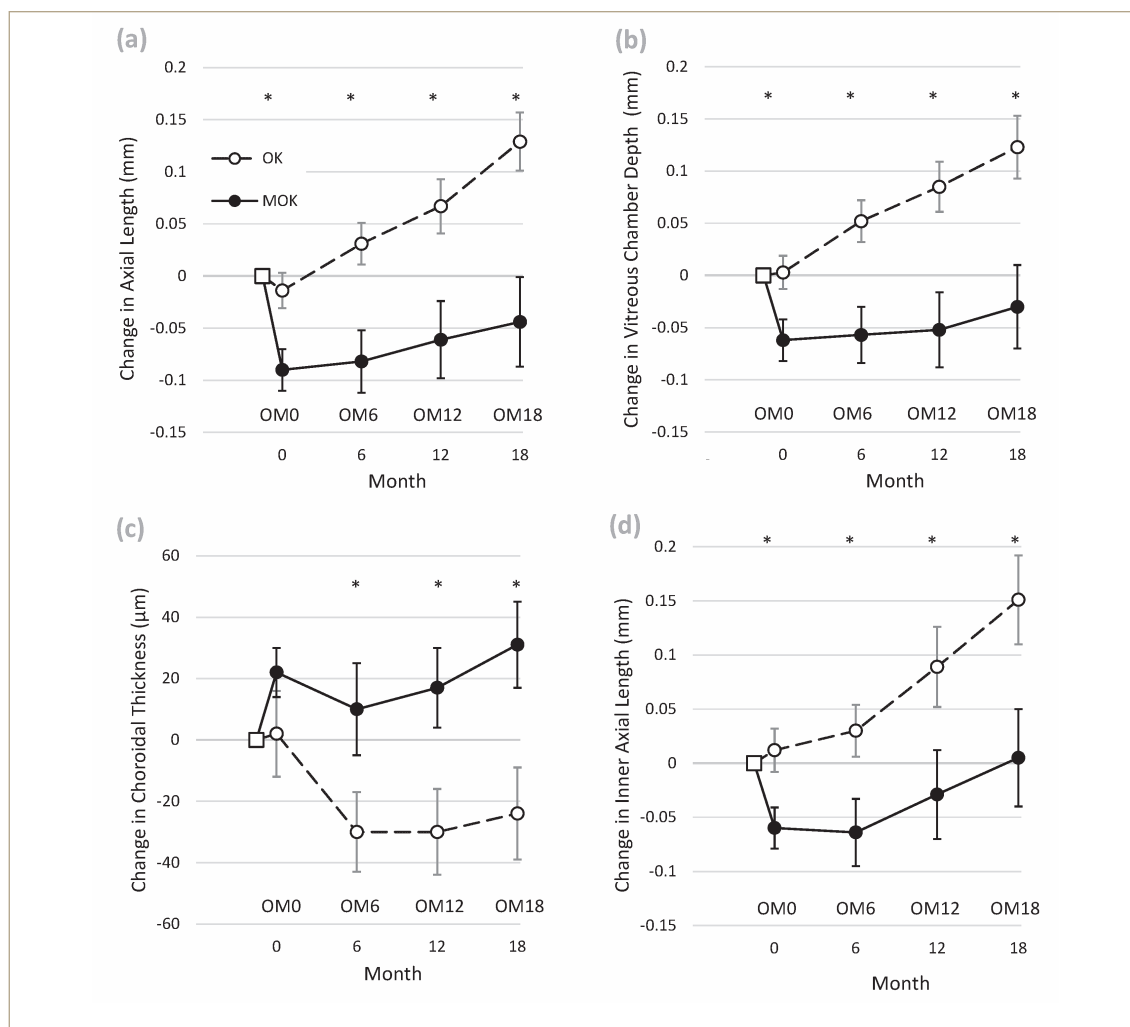 (a)
Change in Axial Length (mm)
0.2
0.15
0.1
0.05
0
-0.05
-0.1
-0.15
* * * *
OK
MOK
OM0 OM6 OM12 OM18
0 6 12 18
Month
(b)
Change in Vitreous Chamber Depth (mm)
0.2
0.15
0.1
0.05
0
-0.05
-0.1
-0.15
* * * *
OM0 OM6 OM12 OM18
0 6 12 18
Month
(c)
Change in Choroidal Thickness (µm)
60
40
20
0
-20
-40
-60
* * *
OM0 OM6 OM12 OM18
0 6 12 18
Month
(d)
Change in Inner Axial Length (mm)
0.2
0.15
0.1
0.05
0
-0.05
-0.1
-0.15
* * * *
OM0 OM6 OM12 OM18
0 6 12 18
Month